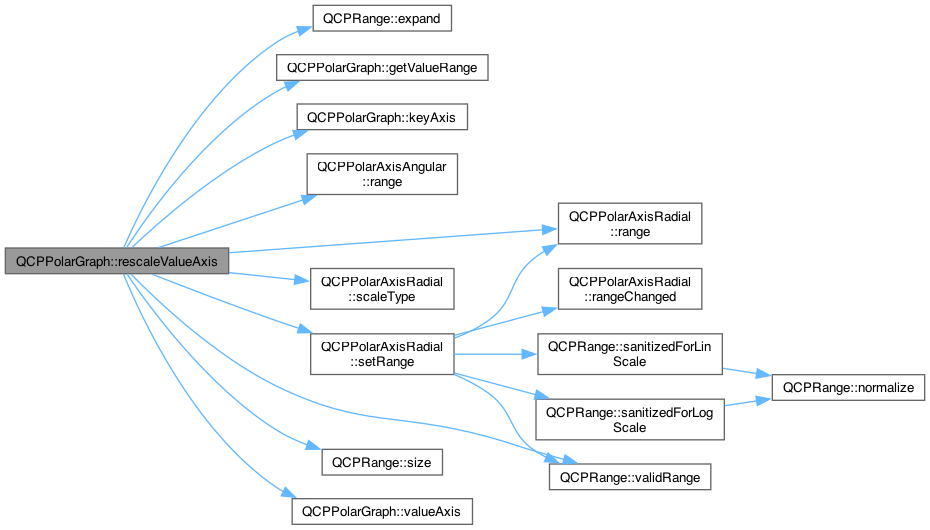 QCPRange::expand
QCPPolarGraph::getValueRange
QCPPolarGraph::keyAxis
QCPPolarAxisAngular
::range
QCPPolarAxisRadial
::range
QCPPolarGraph::rescaleValueAxis
QCPPolarAxisRadial
::scaleType
QCPPolarAxisRadial
::rangeChanged
QCPPolarAxisRadial
::setRange
QCPRange::sanitizedForLin
Scale
QCPRange::normalize
QCPRange::sanitizedForLog
Scale
QCPRange::size
QCPRange::validRange
QCPPolarGraph::valueAxis